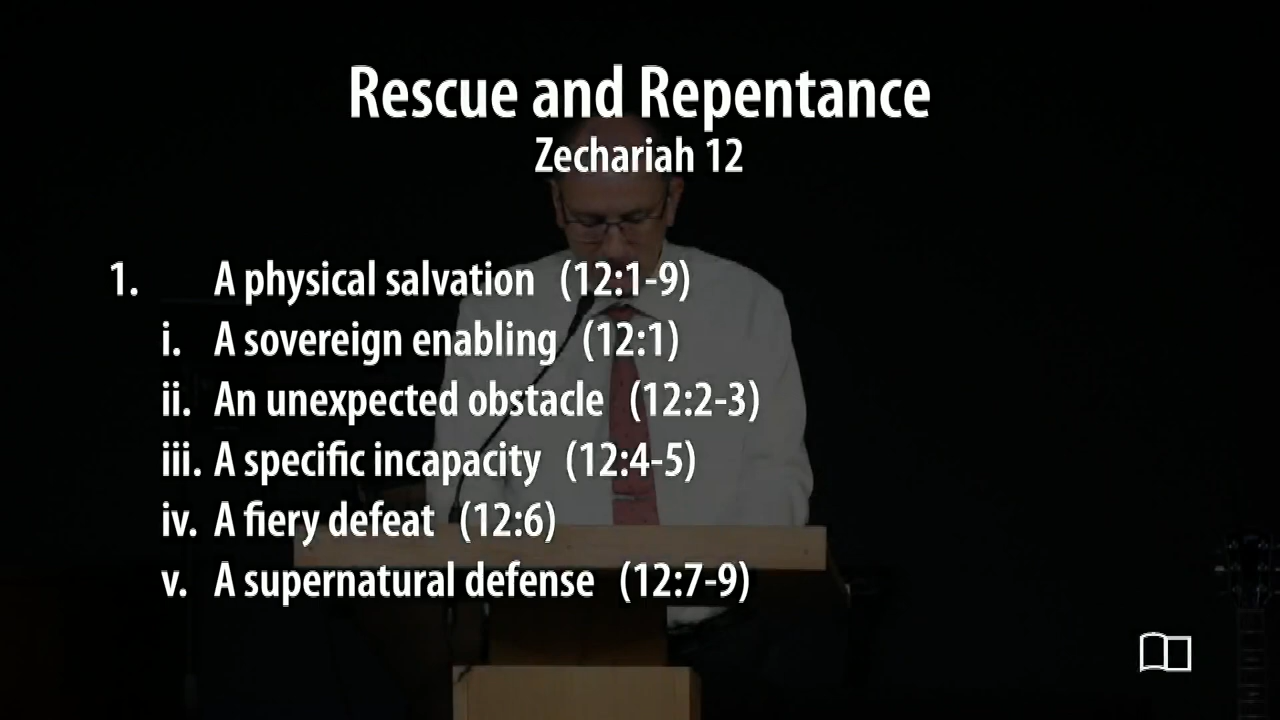 Rescue and Repentance
Zechariah 12
1. A physical salvation (12:1-9)
i. A sovereign enabling (12:1)
ii. An unexpected obstacle (12:2-3)
iii. A specific incapacity (12:4-5)
iv. A fiery defeat (12:6)
v. A supernatural defense (12:7-9)